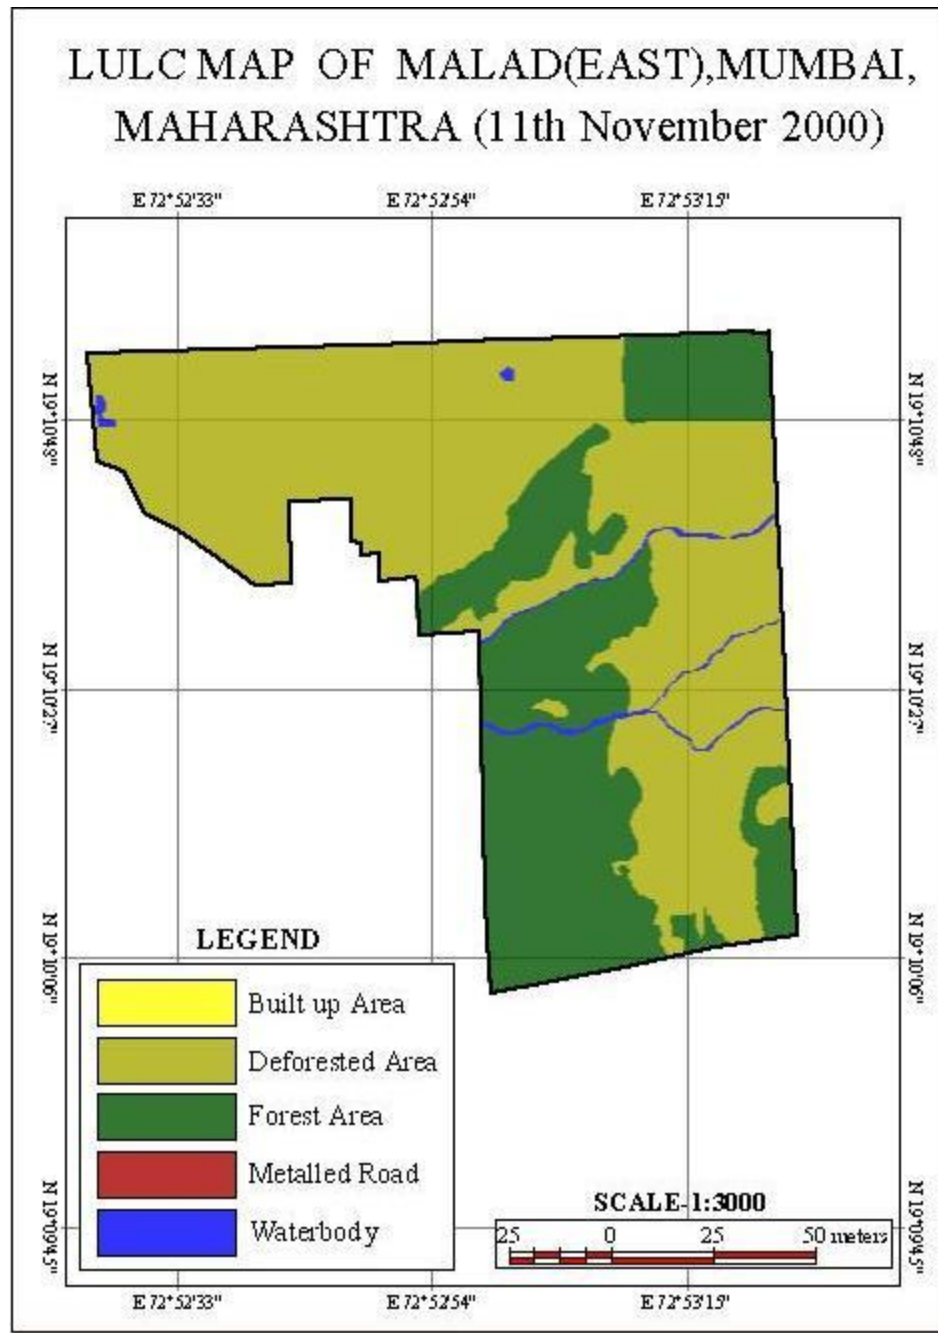 LULC MAP OF MALAD(EAST),MUMBAI,
MAHARASHTRA (11th November 2000)
E 72°52'33" E 72°52'54" E 72°53'15"
N 19°10'48" N 19°10'48"
N 19°10'27" N 19°10'27"
N 19°10'06" N 19°10'06"
LEGEND
Built up Area
Deforested Area
Forest Area
Metalled Road
Waterbody
SCALE-1:3000
25 0 25 50 meters
N 19°09'45" N 19°09'45"
E 72°52'33" E 72°52'54" E 72°53'15"